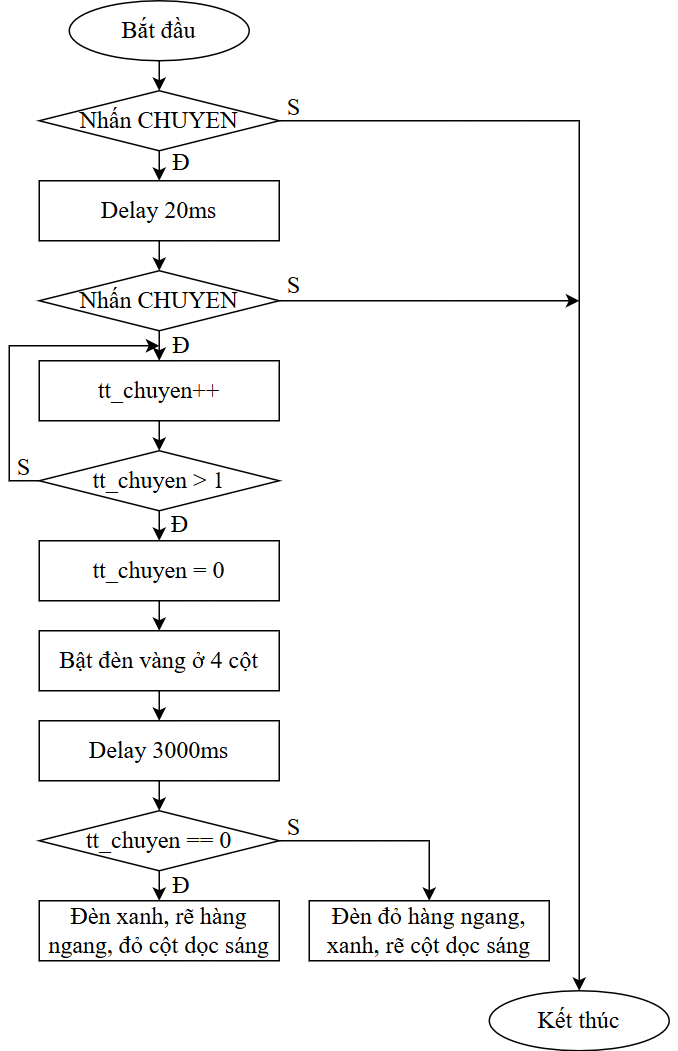 Bắt đầu
Nhấn CHUYEN
S
Đ
Delay 20ms
Nhấn CHUYEN
S
Đ
tt_chuyen++
tt_chuyen > 1
S
Đ
tt_chuyen = 0
Bật đèn vàng ở 4 cột
Delay 3000ms
tt_chuyen == 0
S
Đ
Đèn xanh, rẽ hàng
ngang, đỏ cột dọc sáng
Đèn đỏ hàng ngang,
xanh, rẽ cột dọc sáng
Kết thúc